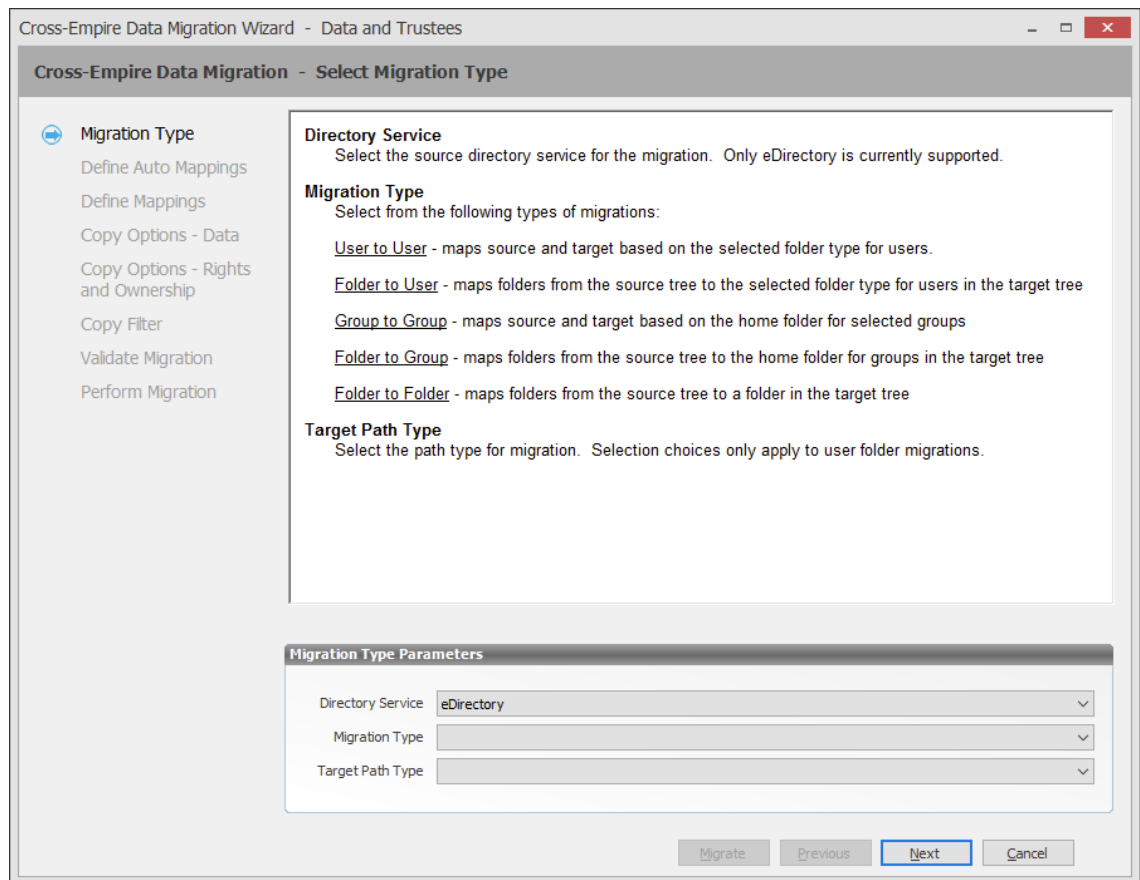 Cross-Empire Data Migration Wizard - Data and Trustees
Cross-Empire Data Migration - Select Migration Type
Migration Type
Define Auto Mappings
Define Mappings
Copy Options - Data
Copy Options - Rights
and Ownership
Copy Filter
Validate Migration
Perform Migration
Directory Service
Select the source directory service for the migration. Only eDirectory is currently supported.
Migration Type
Select from the following types of migrations:
User to User - maps source and target based on the selected folder type for users.
Folder to User - maps folders from the source tree to the selected folder type for users in the target tree
Group to Group - maps source and target based on the home folder for selected groups
Folder to Group - maps folders from the source tree to the home folder for groups in the target tree
Folder to Folder - maps folders from the source tree to a folder in the target tree
Target Path Type
Select the path type for migration. Selection choices only apply to user folder migrations.
Migration Type Parameters
Directory Service eDirectory
Migration Type
Target Path Type
Migrate Previous Next Cancel